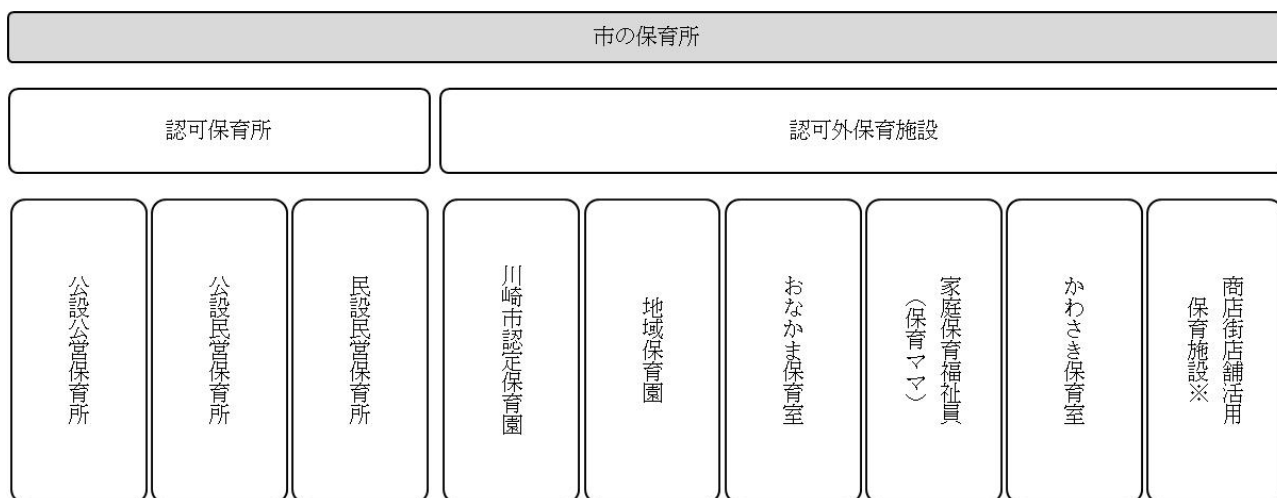 市の保育所
認可保育所
認可外保育施設
公設公営保育所
公設民営保育所
民設民営保育所
川崎市認定保育園
地域保育園
おなかま保育室
家庭保育福祉員
（保育ママ）
かわさき保育室
商店街店舗活用
保育施設※